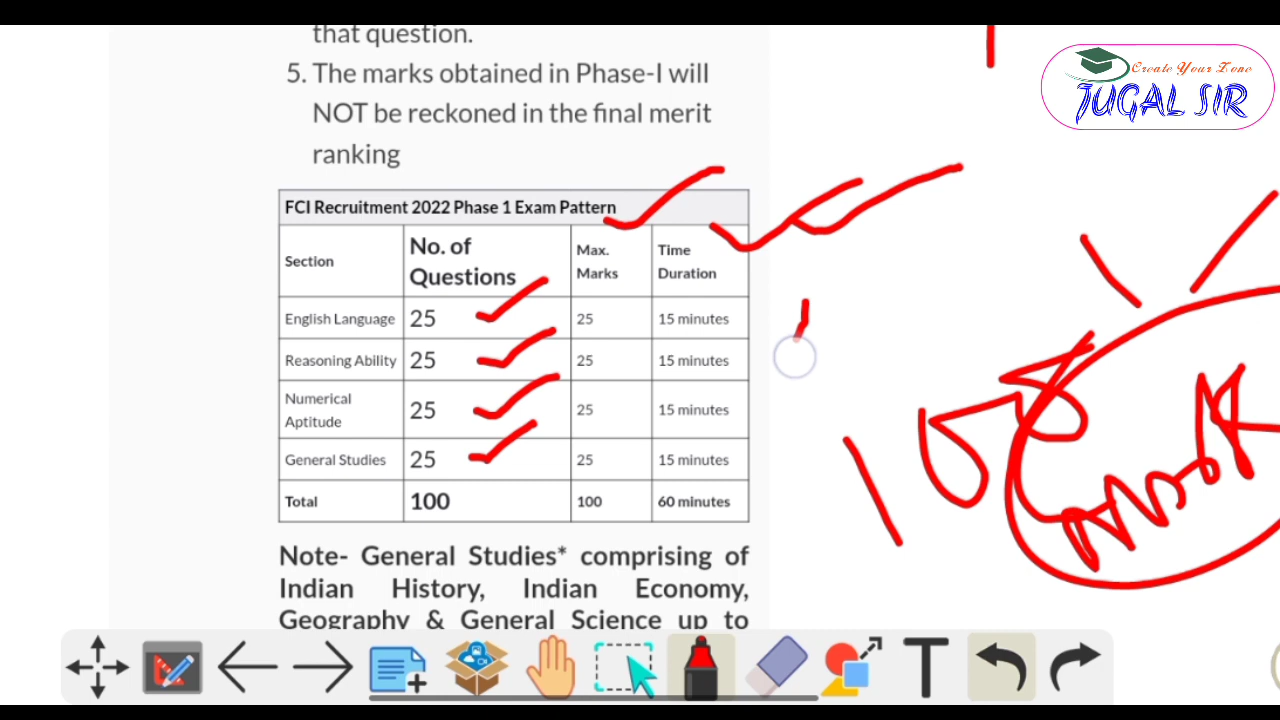 that question.
5. The marks obtained in Phase-I will
NOT be reckoned in the final merit
ranking
Create Your Zone
JUGAL SIR
FCI Recruitment 2022 Phase 1 Exam Pattern
Section No. of Questions Max. Marks Time Duration
English Language 25 25 15 minutes
Reasoning Ability 25 25 15 minutes
Numerical Aptitude 25 25 15 minutes
General Studies 25 25 15 minutes
Total 100 100 60 minutes
Note- General Studies* comprising of
Indian History, Indian Economy,
Geography & General Science up to
T